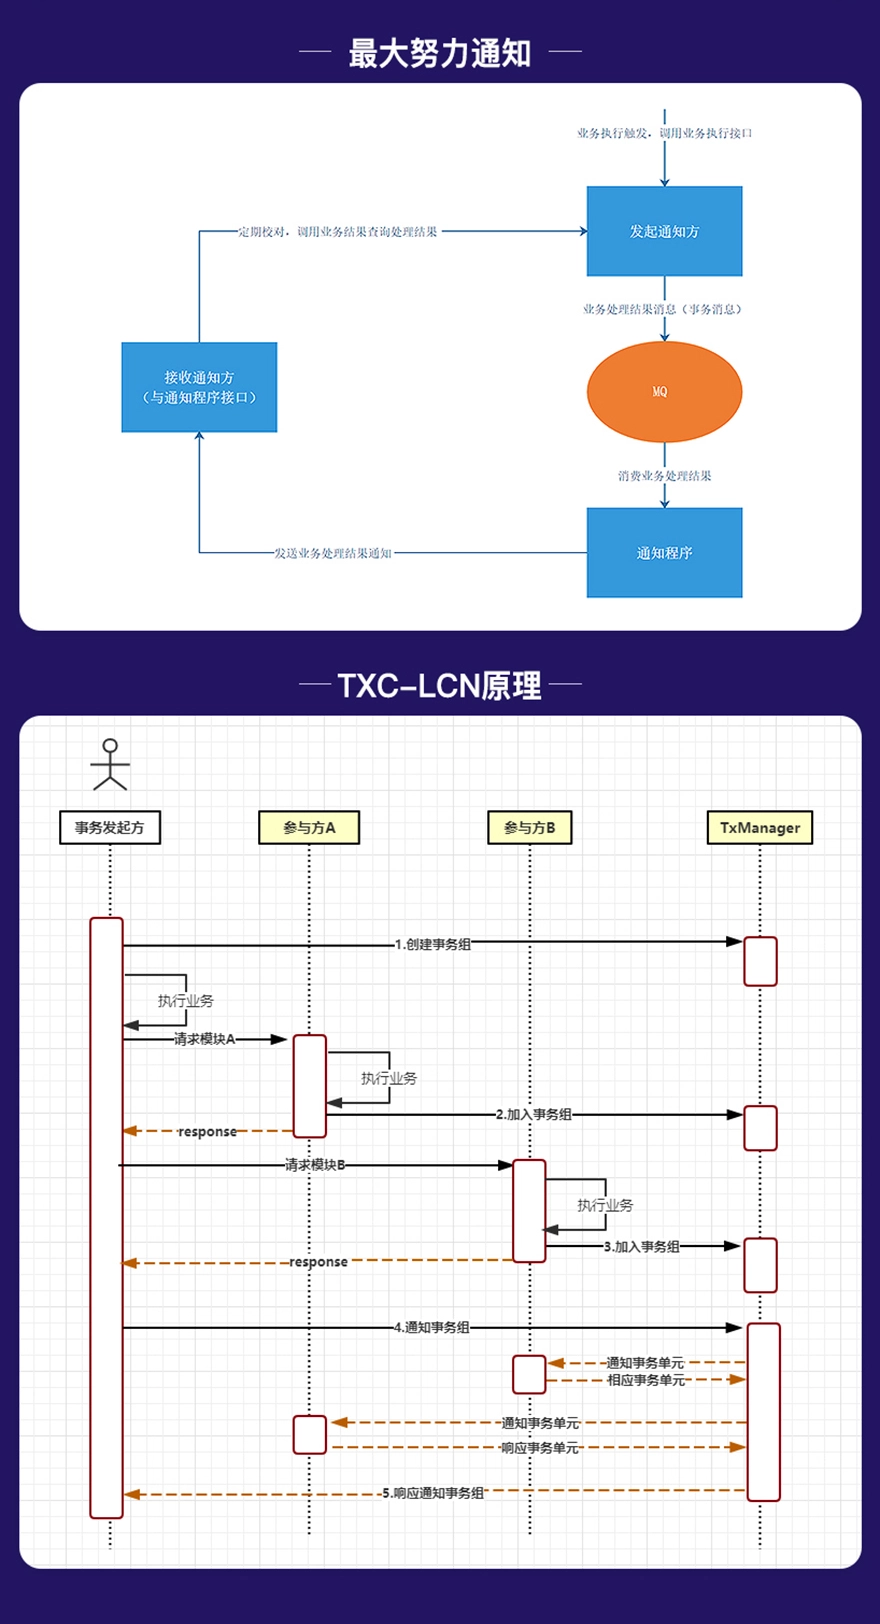 最大努力通知
业务执行触发，调用业务执行接口
发起通知方
定期校对，调用业务结果查询处理结果
业务处理结果消息（事务消息）
接收通知方
（与通知程序接口）
MQ
消费业务处理结果
通知程序
发送业务处理结果通知
TXC-LCN原理
事务发起方
参与方A
参与方B
TxManager
1.创建事务组
执行业务
请求模块A
执行业务
2.加入事务组
response
请求模块B
执行业务
3.加入事务组
response
4.通知事务组
通知事务单元
相应事务单元
通知事务单元
响应事务单元
5.响应通知事务组